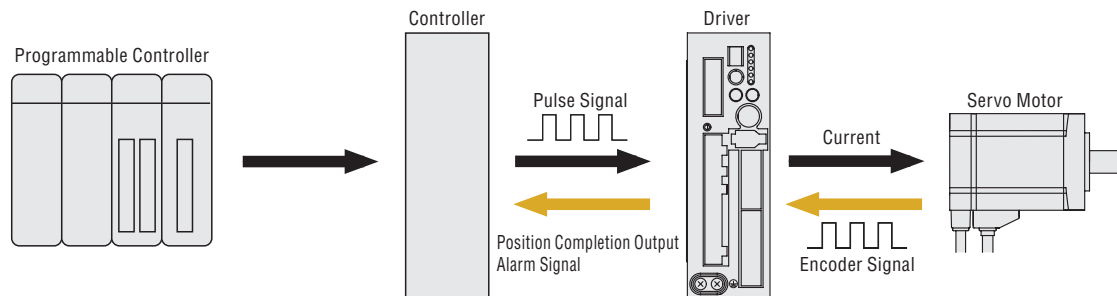 Programmable Controller
Controller
Driver
Pulse Signal
Position Completion Output
Alarm Signal
Current
Encoder Signal
Servo Motor